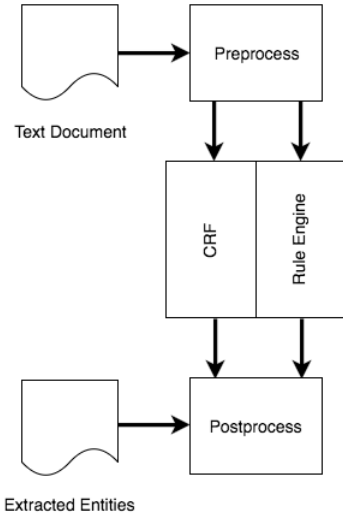 Preprocess
Text Document
CRF
Rule Engine
Postprocess
Extracted Entities